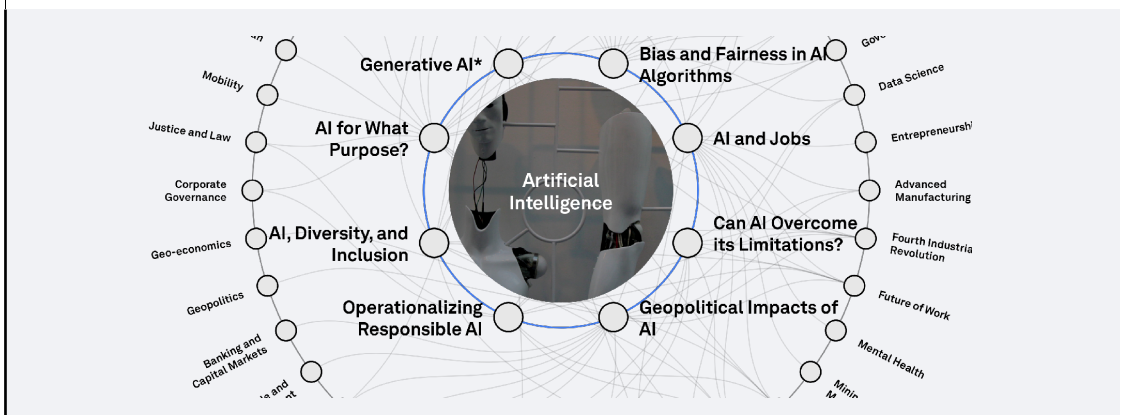 Generative AI*
Bias and Fairness in AI
Algorithms
AI for What
Purpose?
AI and Jobs
Artificial
Intelligence
AI, Diversity, and
Inclusion
Can AI Overcome
its Limitations?
Operationalizing
Responsible AI
Geopolitical Impacts of
AI
Mobility
Justice and Law
Corporate
Governance
Geo-economics
Geopolitics
Banking and
Capital Markets
and
Data Science
Advanced
Manufacturing
Fourth
Revolution
Future of Work
Mental Health